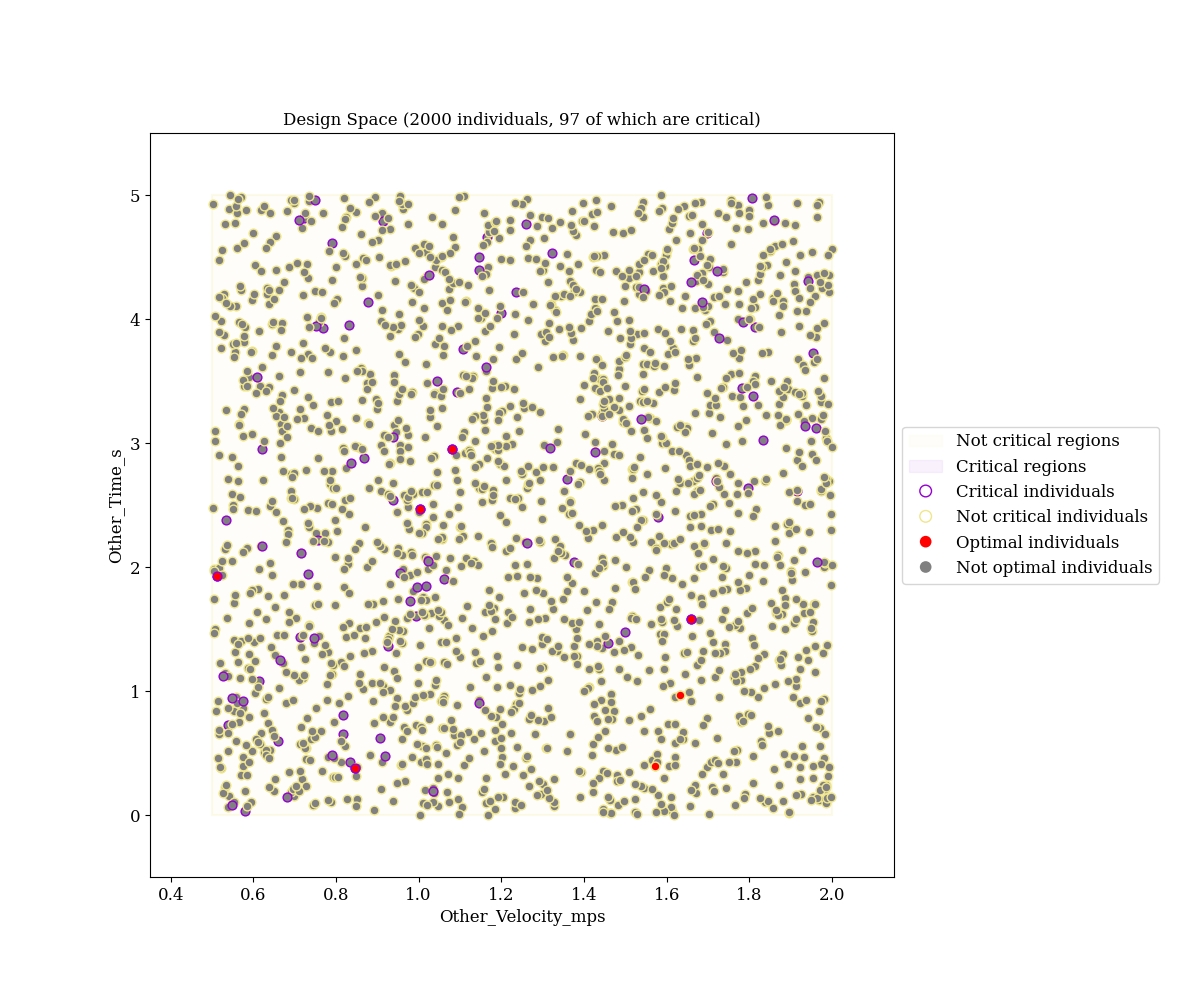 Design Space (2000 individuals, 97 of which are critical)
Other_Time_s
5
4
3
2
1
0
0.4 0.6 0.8 1.0 1.2 1.4 1.6 1.8 2.0
Other_Velocity_mps
Not critical regions
Critical regions
Critical individuals
Not critical individuals
Optimal individuals
Not optimal individuals